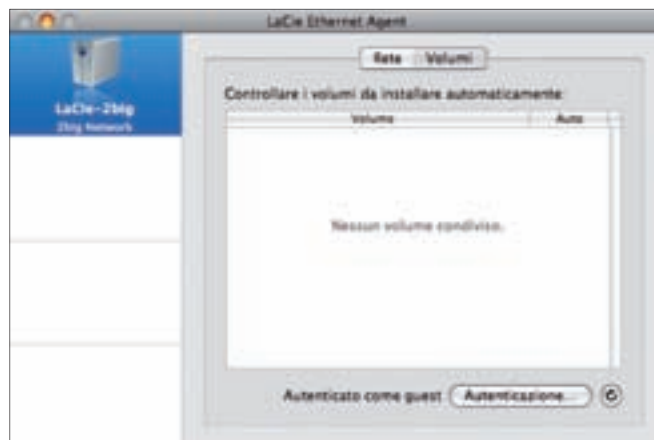 LaCie Ethernet Agent
Rete Volumi
LaCie-2big
2big Network
Controllare i volumi da installare automaticamente:
Volume Auto
Nessun volume condiviso.
Autenticato come guest Autenticazione...